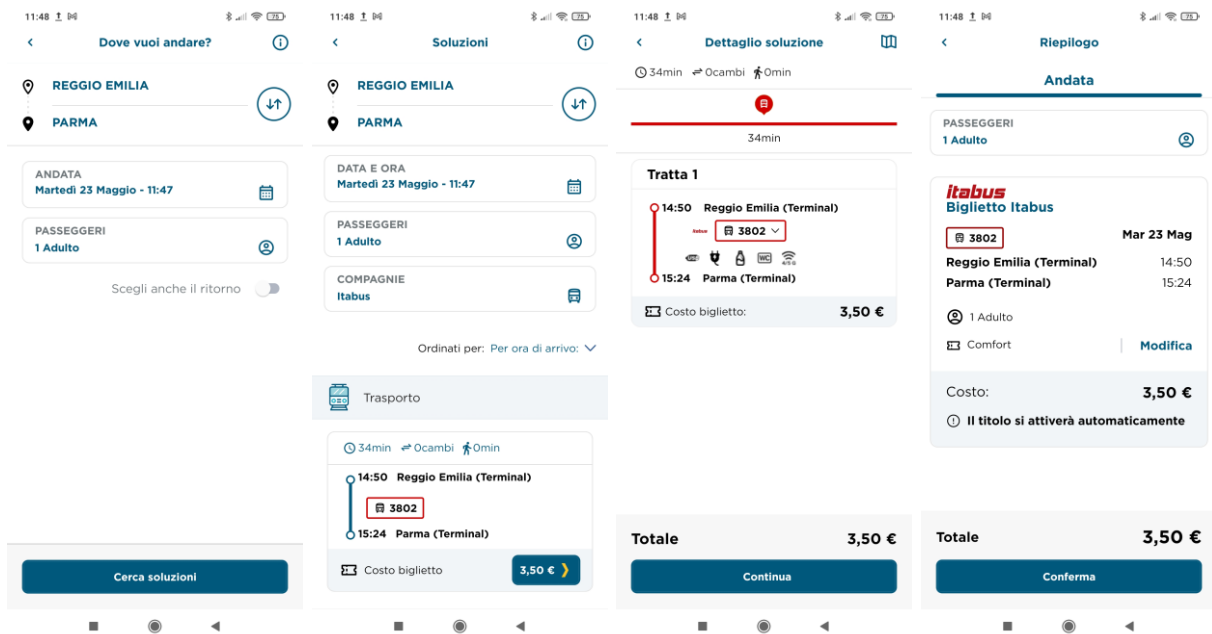 11:48
75
Dove vuoi andare?
REGGIO EMILIA
PARMA
ANDATA
Martedì 23 Maggio - 11:47
PASSEGGERI
1 Adulto
Scegli anche il ritorno
Cerca soluzioni
11:48
75
Soluzioni
REGGIO EMILIA
PARMA
DATA E ORA
Martedì 23 Maggio - 11:47
PASSEGGERI
1 Adulto
COMPAGNIE
Itabus
Ordinati per: Per ora di arrivo:
Trasporto
34min 0cambi 0min
14:50 Reggio Emilia (Terminal)
3802
15:24 Parma (Terminal)
Costo biglietto
3,50 €
11:48
75
Dettaglio soluzione
34min 0cambi 0min
34min
Tratta 1
14:50 Reggio Emilia (Terminal)
itabus 3802
WC
15:24 Parma (Terminal)
Costo biglietto: 3,50 €
Totale 3,50 €
Continua
11:48
75
Riepilogo
Andata
PASSEGGERI
1 Adulto
itabus
Biglietto Itabus
3802 Mar 23 Mag
Reggio Emilia (Terminal) 14:50
Parma (Terminal) 15:24
1 Adulto
Comfort Modifica
Costo: 3,50 €
Il titolo si attiverà automaticamente
Totale 3,50 €
Conferma